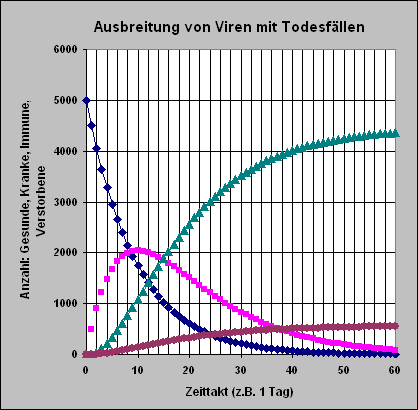 Ausbreitung von Viren mit Todesfällen
Anzahl: Gesunde, Kranke, Immune,
Verstorbene
6000
5000
4000
3000
2000
1000
0
0 10 20 30 40 50 60
Zeittakt (z.B. 1 Tag)